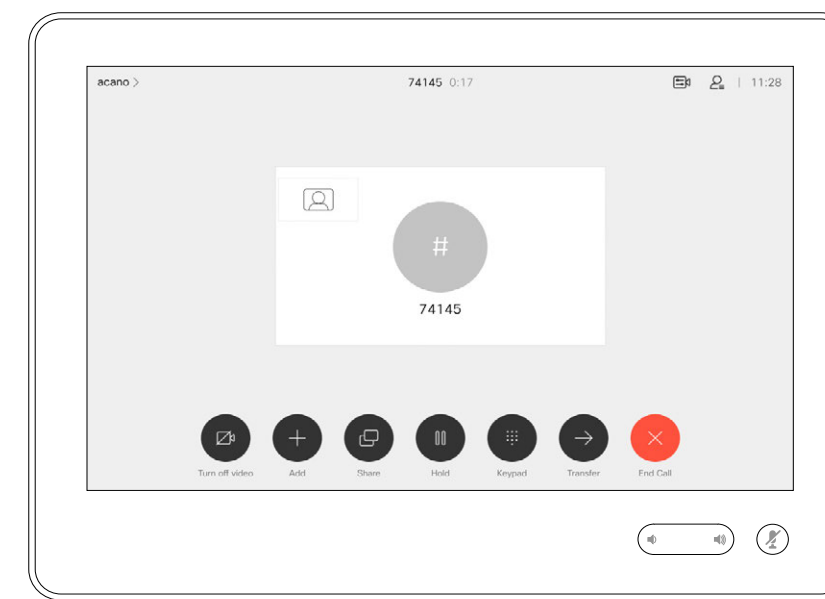 acano > 74145 0:17 | 11:28
#
74145
Turn off video Add Share Hold Keypad Transfer End Call